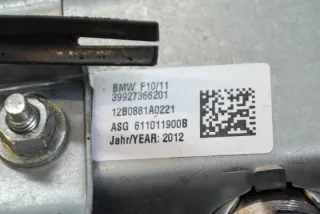 BMW F10/11
39927366201
12B0881A0221
ASG 611011900B
Jahr/YEAR: 2012